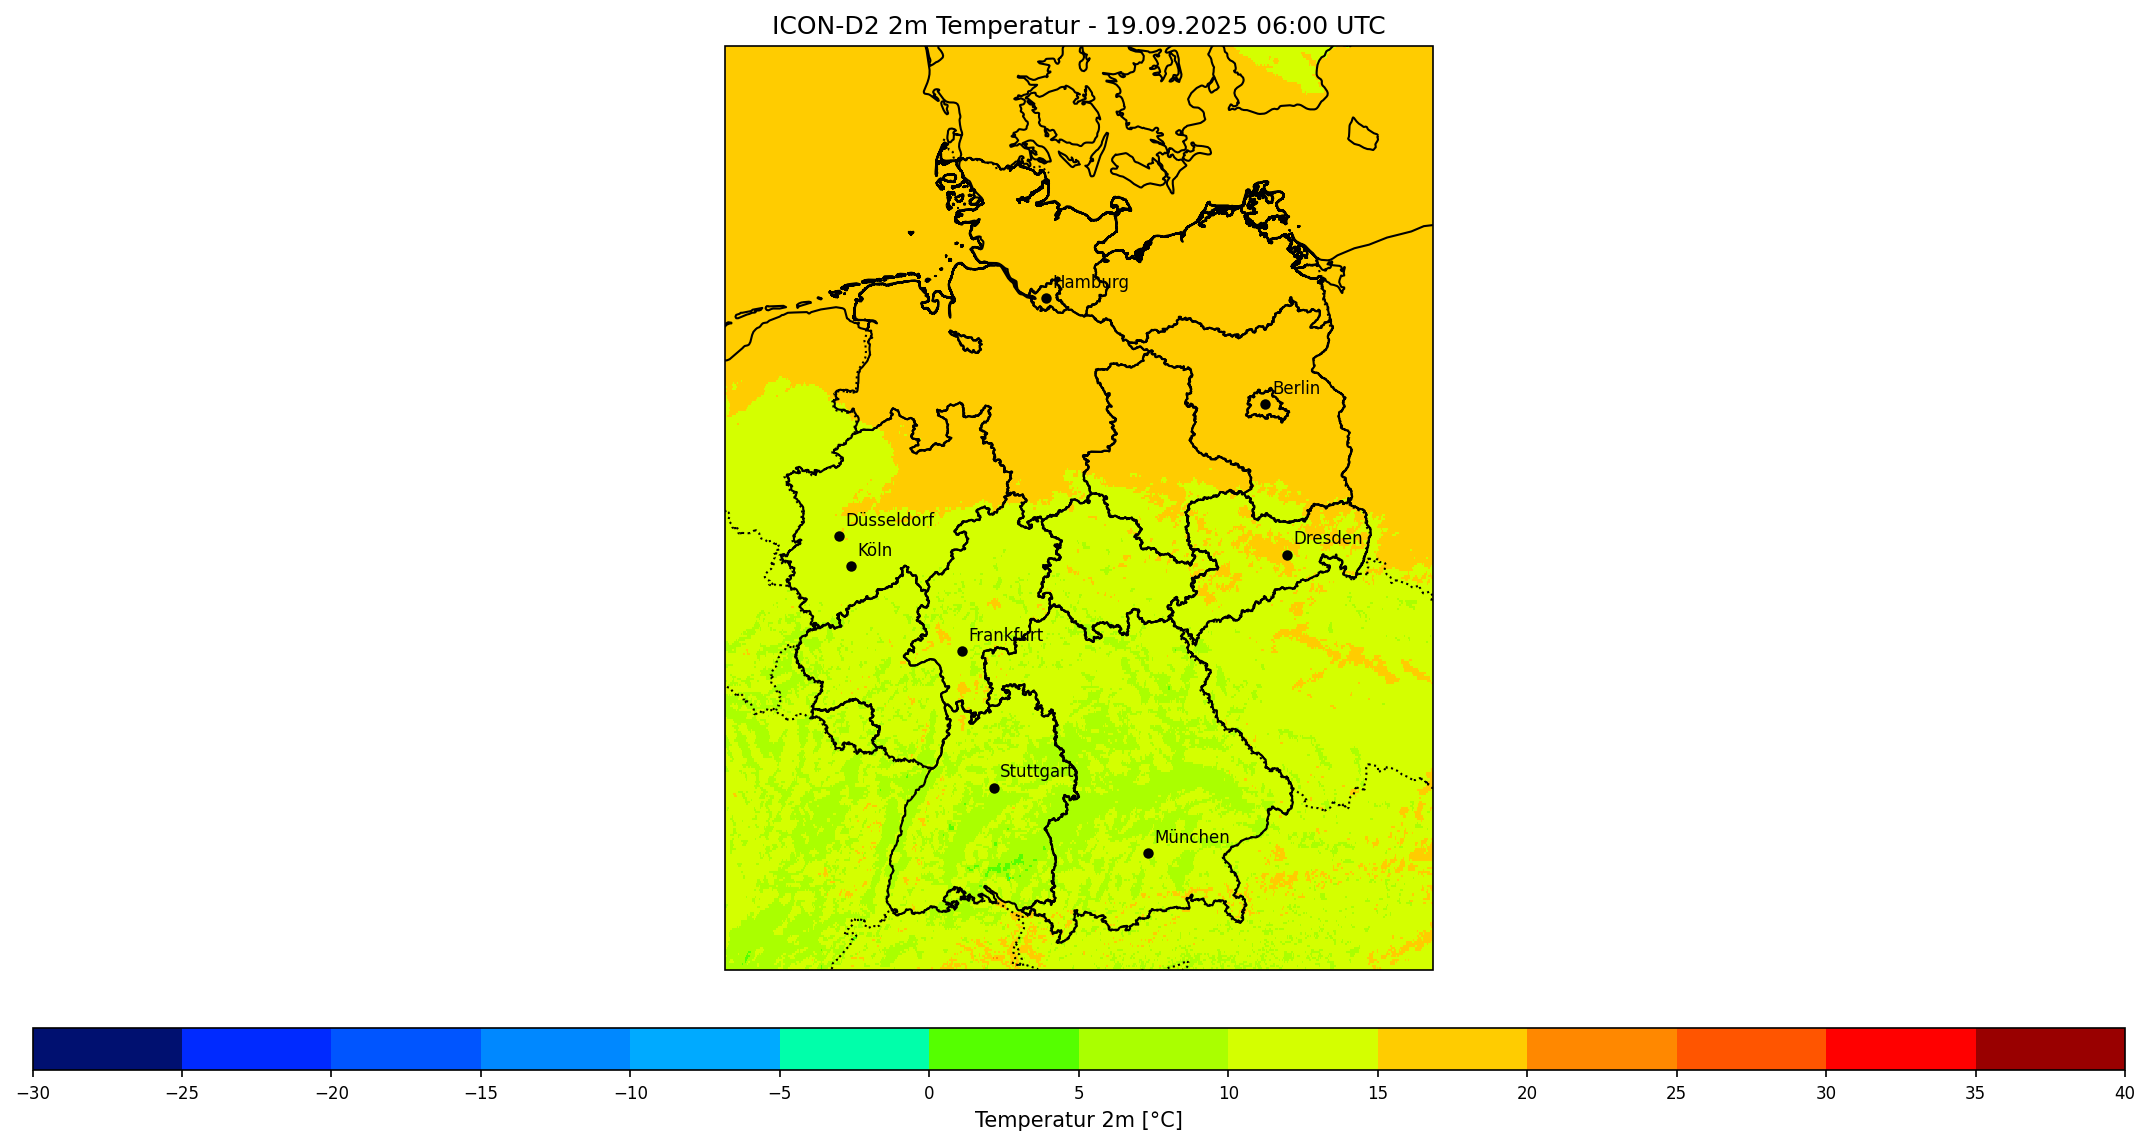 ICON-D2 2m Temperatur - 19.09.2025 06:00 UTC
Hamburg
Berlin
Düsseldorf
Köln
Dresden
Frankfurt
Stuttgart
München
−30 −25 −20 −15 −10 −5 0 5 10 15 20 25 30 35 40
Temperatur 2m [°C]